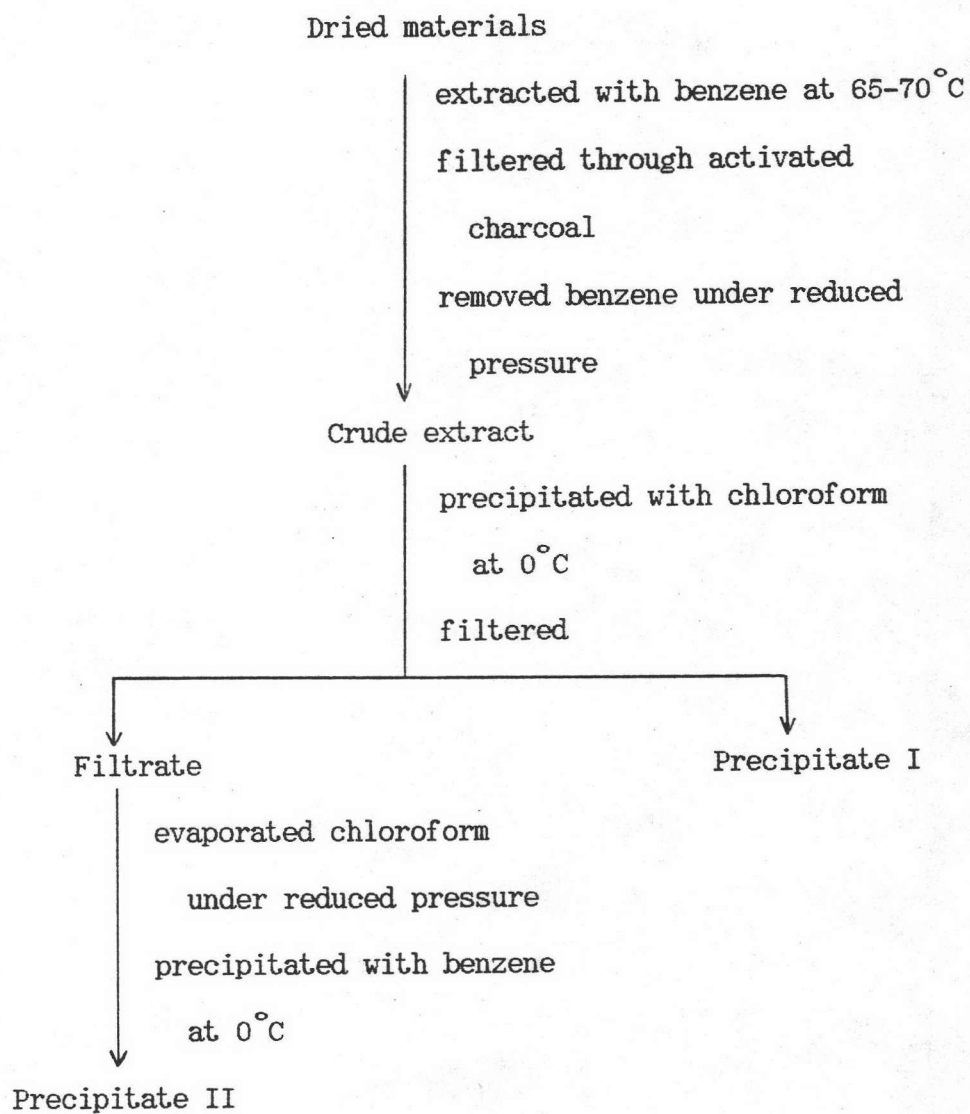 Dried materials
extracted with benzene at 65-70°C
filtered through activated
charcoal
removed benzene under reduced
pressure
Crude extract
precipitated with chloroform
at 0°C
filtered
Filtrate
Precipitate I
evaporated chloroform
under reduced pressure
precipitated with benzene
at 0°C
Precipitate II